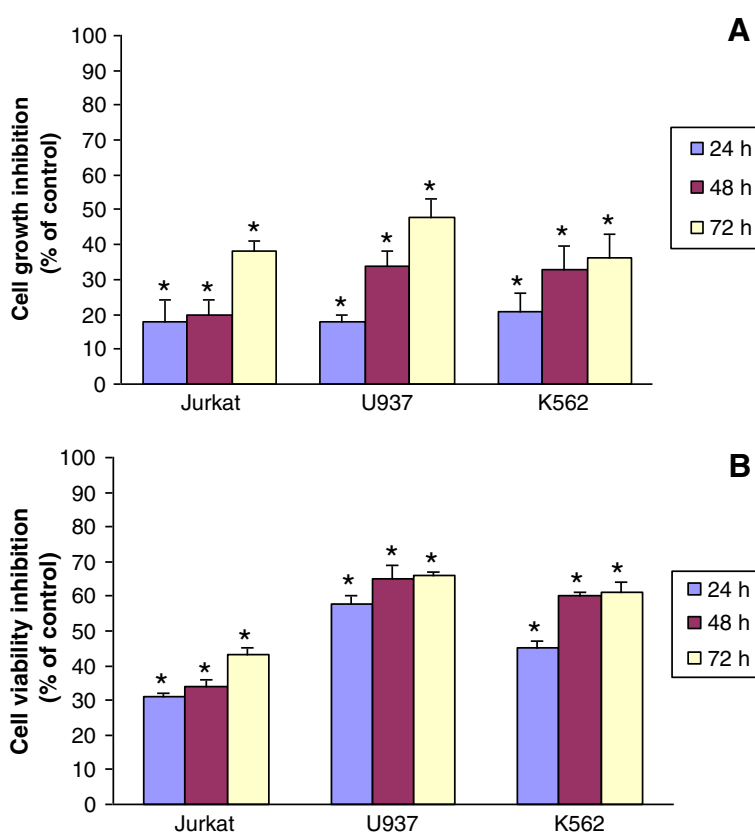 A
Cell growth inhibition
(% of control)
100
90
80
70
60
50
40
30
20
10
0
* * *
* * *
* * *
Jurkat U937 K562
24 h
48 h
72 h
B
Cell viability inhibition
(% of control)
100
90
80
70
60
50
40
30
20
10
0
* * *
* * *
* * *
Jurkat U937 K562
24 h
48 h
72 h